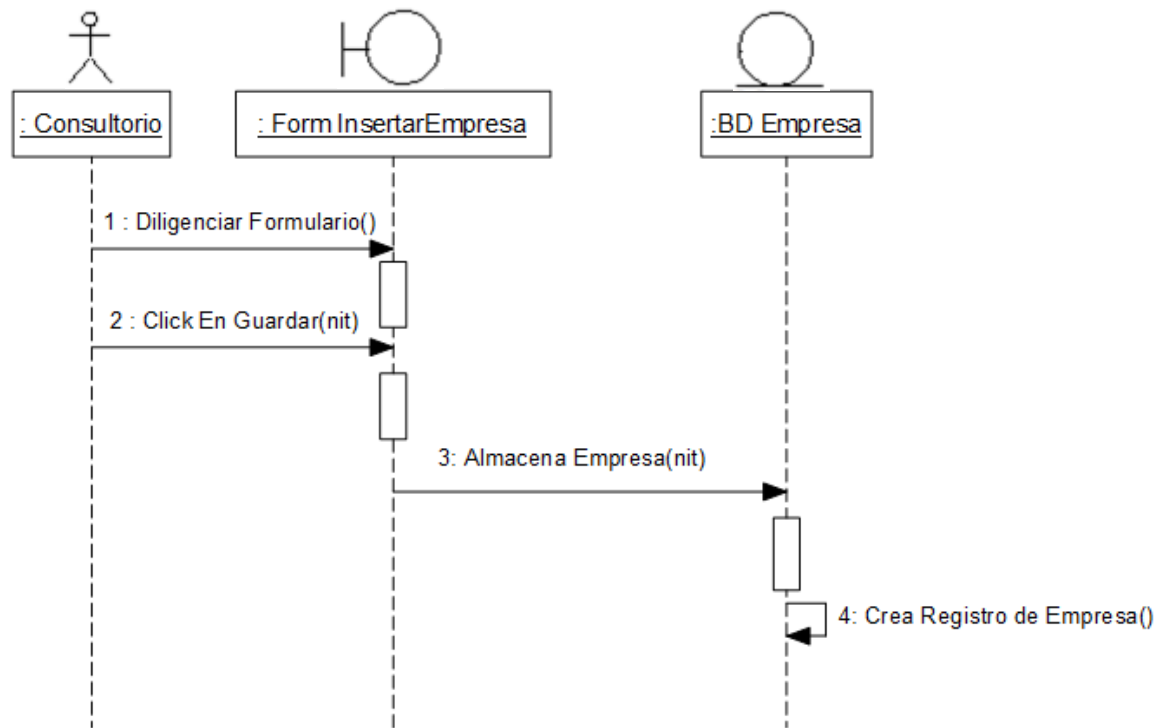 : Consultorio
: Form InsertarEmpresa
:BD Empresa
1 : Diligenciar Formulario()
2 : Click En Guardar(nit)
3: Almacena Empresa(nit)
4: Crea Registro de Empresa()